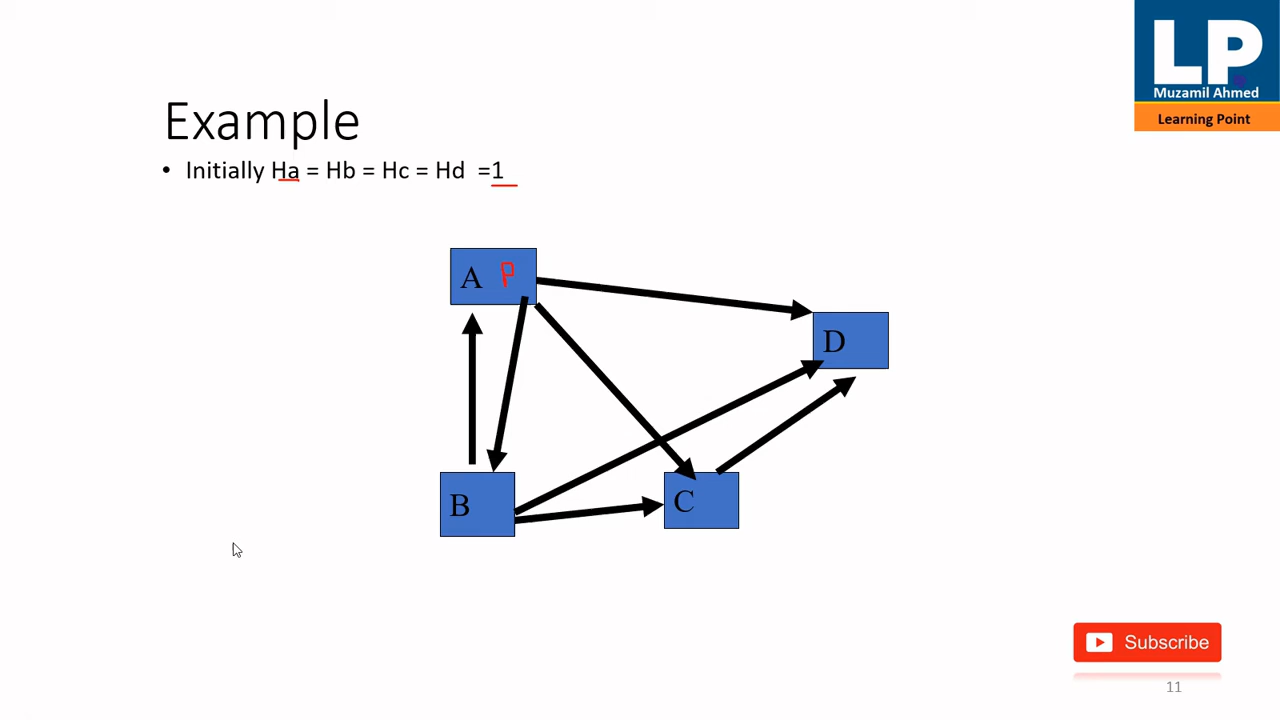 LP
Muzamil Ahmed
Learning Point
Example
• Initially Ha = Hb = Hc = Hd =1
A P
D
B
C
Subscribe
11